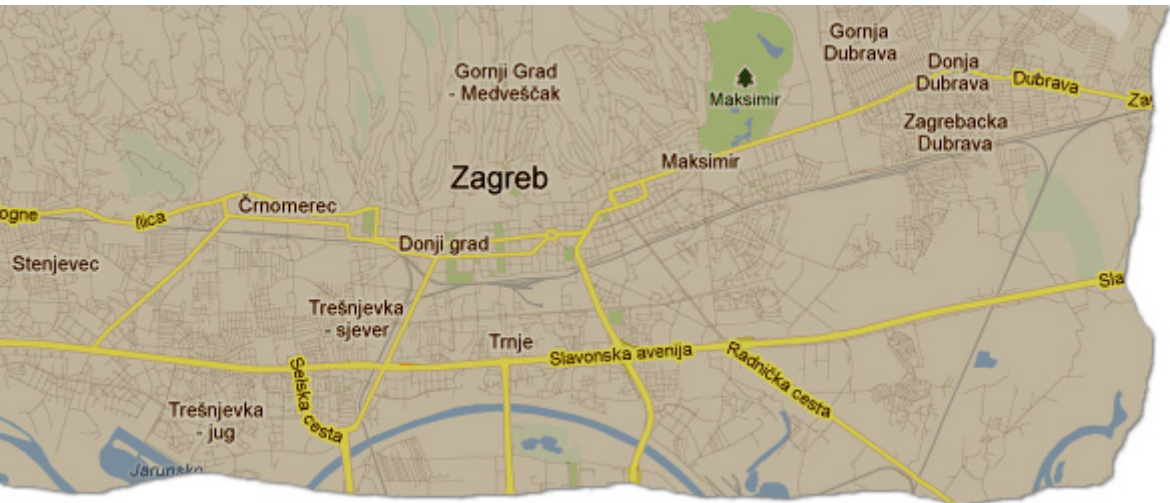 Gornja
Dubrava
Donja
Dubrava
Dubrava
Gornji Grad
- Medveščak
Maksimir
Zagrebacka
Dubrava
Maksimir
Zagreb
Črnomerec
Ilica
Donji grad
Stenjevec
Trešnjevka
- sjever
Trnje
Slavonska avenija
Radnička cesta
Selska cesta
Trešnjevka
- jug